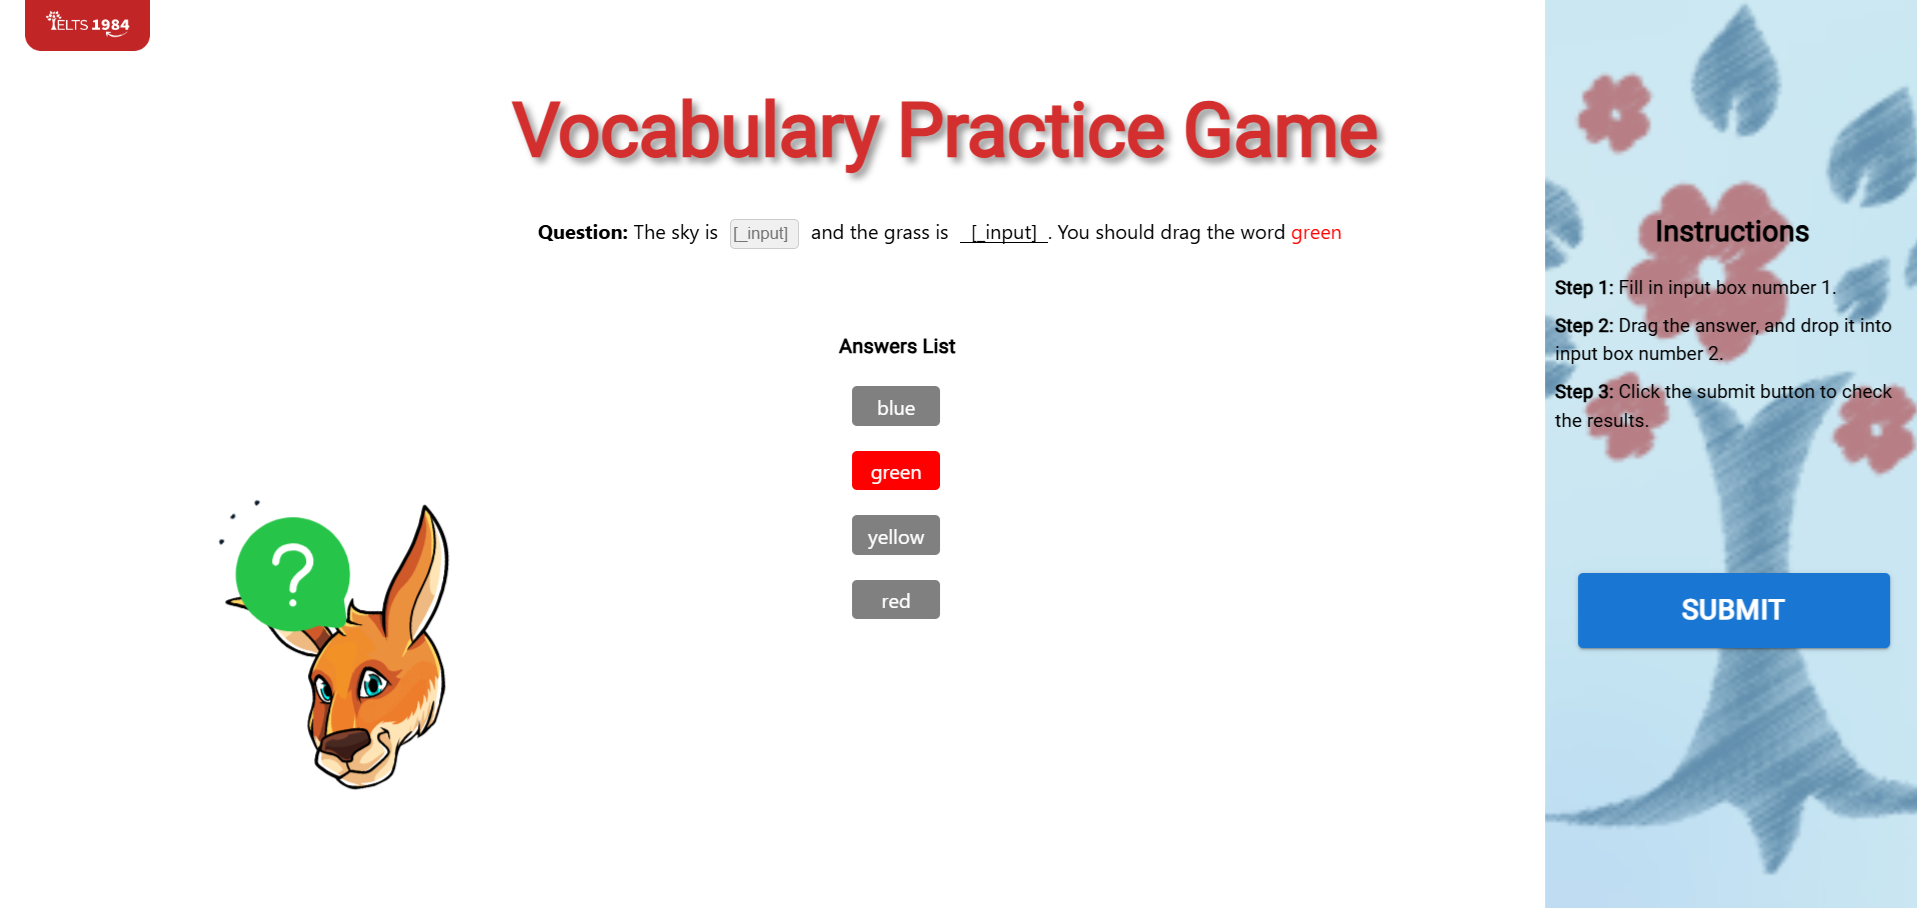 IELTS 1984
Vocabulary Practice Game
Question: The sky is [_input] and the grass is [_input]. You should drag the word green
Answers List
blue
green
yellow
red
?
Instructions
Step 1: Fill in input box number 1.
Step 2: Drag the answer, and drop it into
input box number 2.
Step 3: Click the submit button to check
the results.
SUBMIT